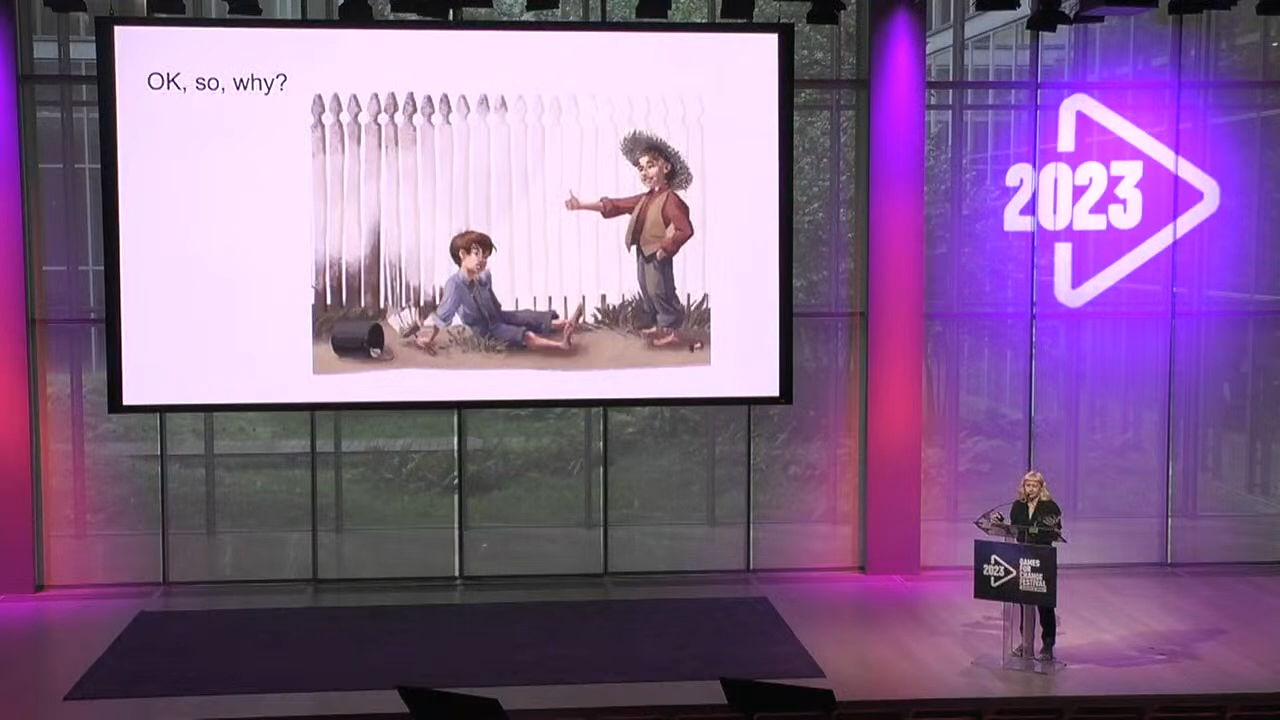 OK, so, why?
2023
2023
GAMES
FOR
CHANGE
FESTIVAL